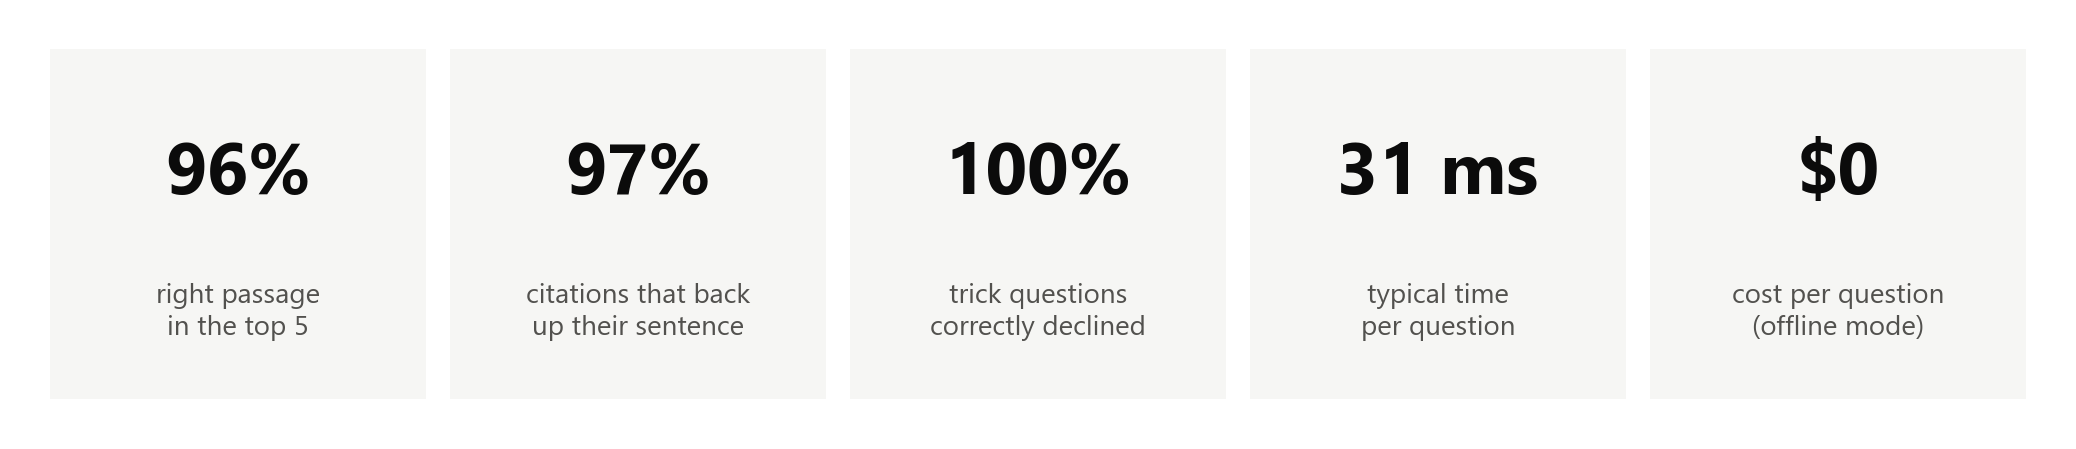 96%
right passage
in the top 5
97%
citations that back
up their sentence
100%
trick questions
correctly declined
31 ms
typical time
per question
$0
cost per question
(offline mode)